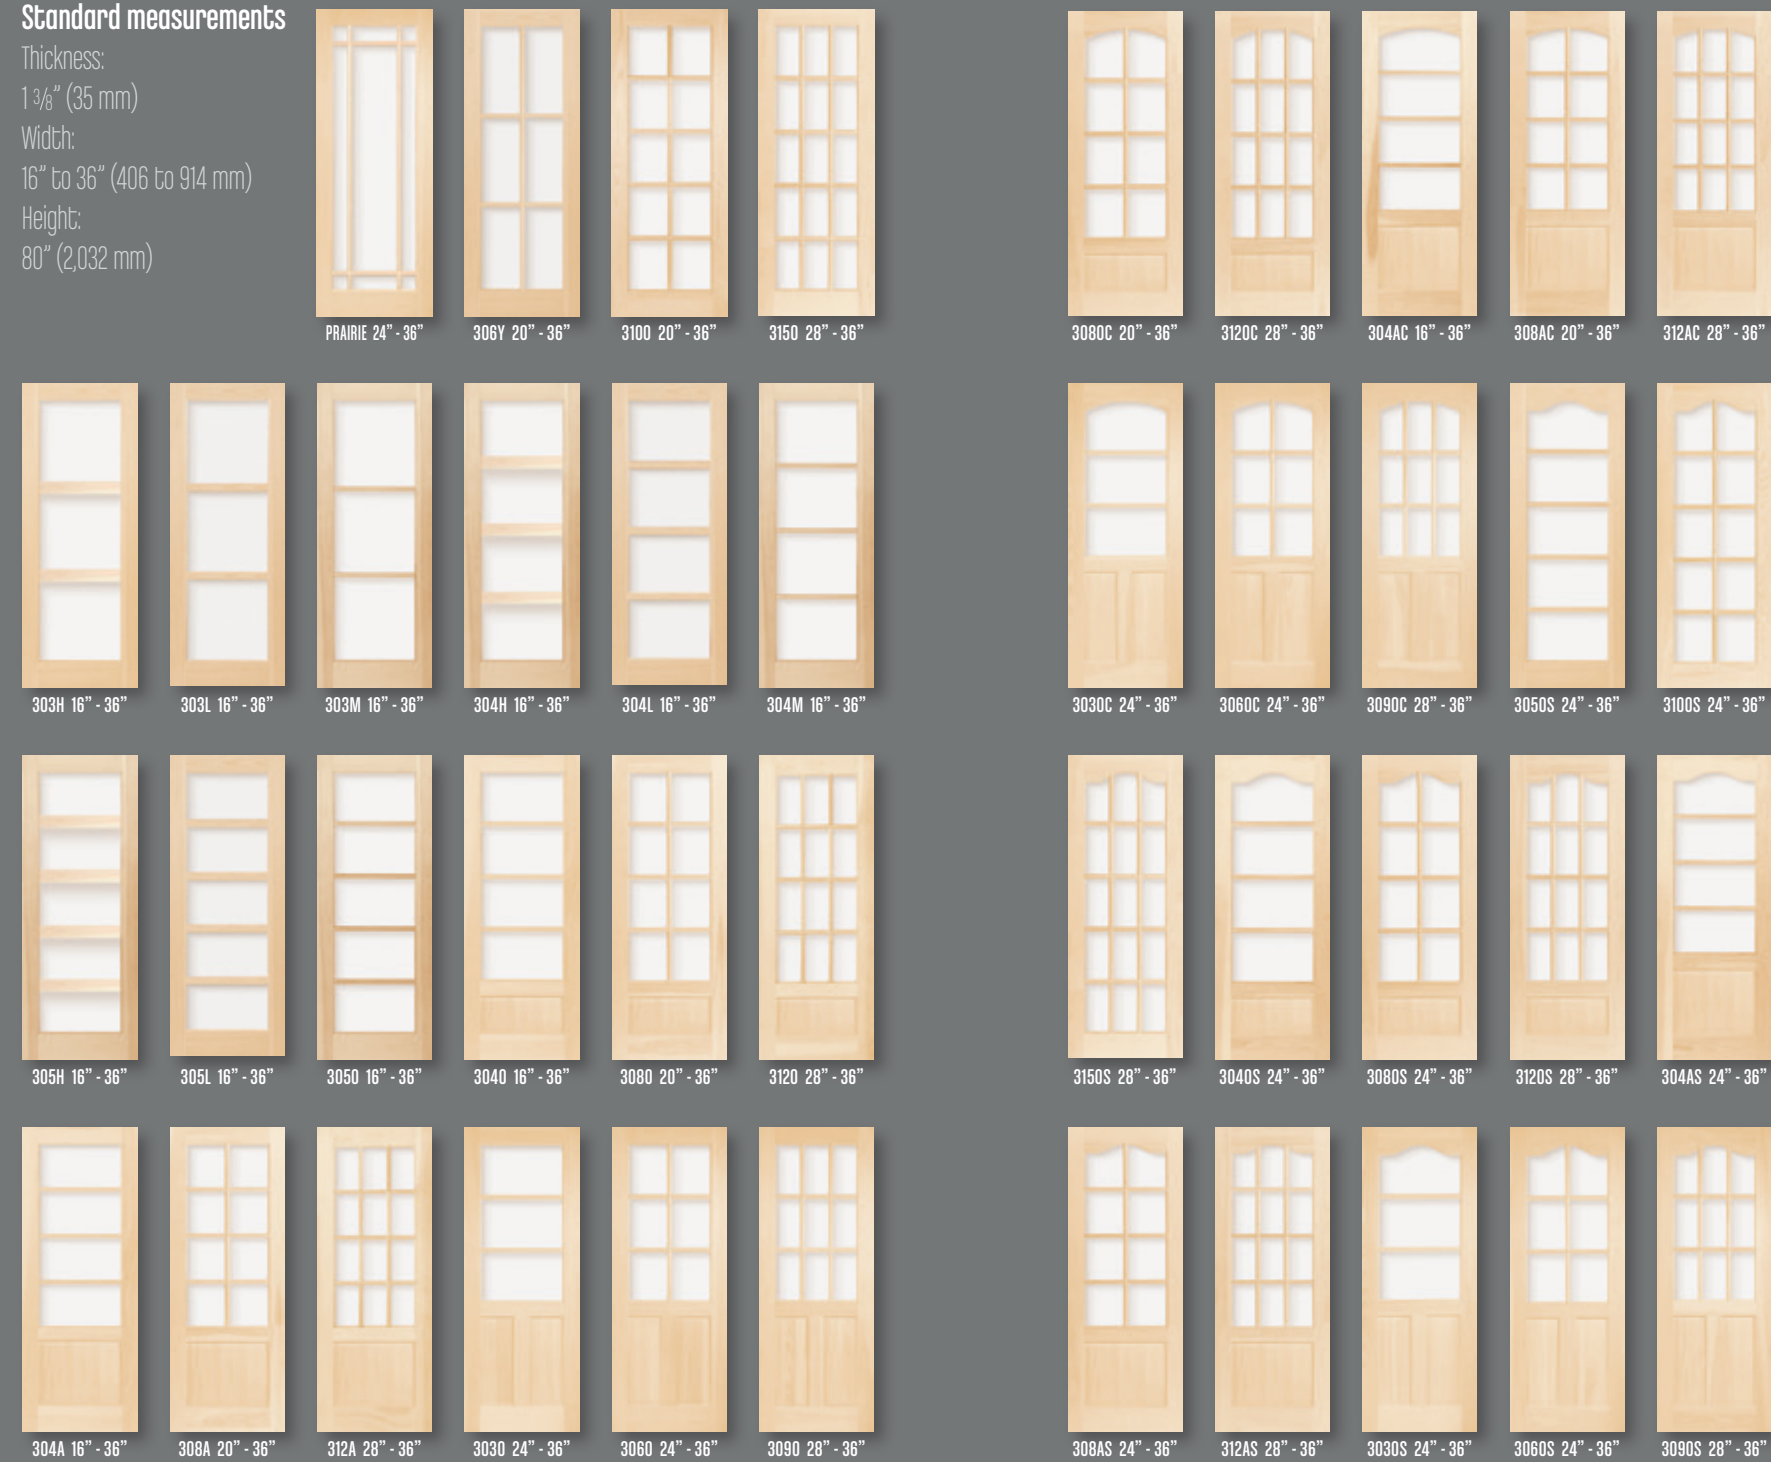 Standard measurements
Thickness:
1 3/8” (35 mm)
Width:
16” to 36” (406 to 914 mm)
Height:
80” (2,032 mm)
PRAIRIE 24” - 36”
306Y 20” - 36”
3100 20” - 36”
3150 28” - 36”
3080C 20” - 36”
3120C 28” - 36”
304AC 16” - 36”
308AC 20” - 36”
312AC 28” - 36”
303H 16” - 36”
303L 16” - 36”
303M 16” - 36”
304H 16” - 36”
304L 16” - 36”
304M 16” - 36”
3030C 24” - 36”
3060C 24” - 36”
3090C 28” - 36”
3050S 24” - 36”
3100S 24” - 36”
305H 16” - 36”
305L 16” - 36”
3050 16” - 36”
3040 16” - 36”
3080 20” - 36”
3120 28” - 36”
3150S 28” - 36”
3040S 24” - 36”
3080S 24” - 36”
3120S 28” - 36”
304AS 24” - 36”
304A 16” - 36”
308A 20” - 36”
312A 28” - 36”
3030 24” - 36”
3060 24” - 36”
3090 28” - 36”
308AS 24” - 36”
312AS 28” - 36”
3030S 24” - 36”
3060S 24” - 36”
3090S 28” - 36”